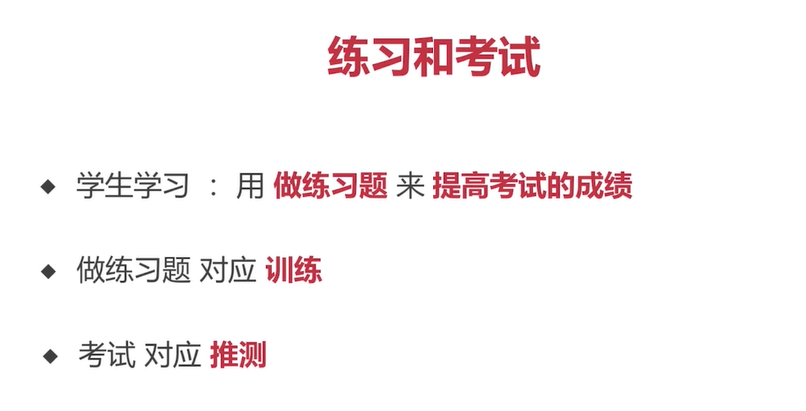 练习和考试
学生学习 ： 用 做练习题 来 提高考试的成绩
做练习题 对应 训练
考试 对应 推测